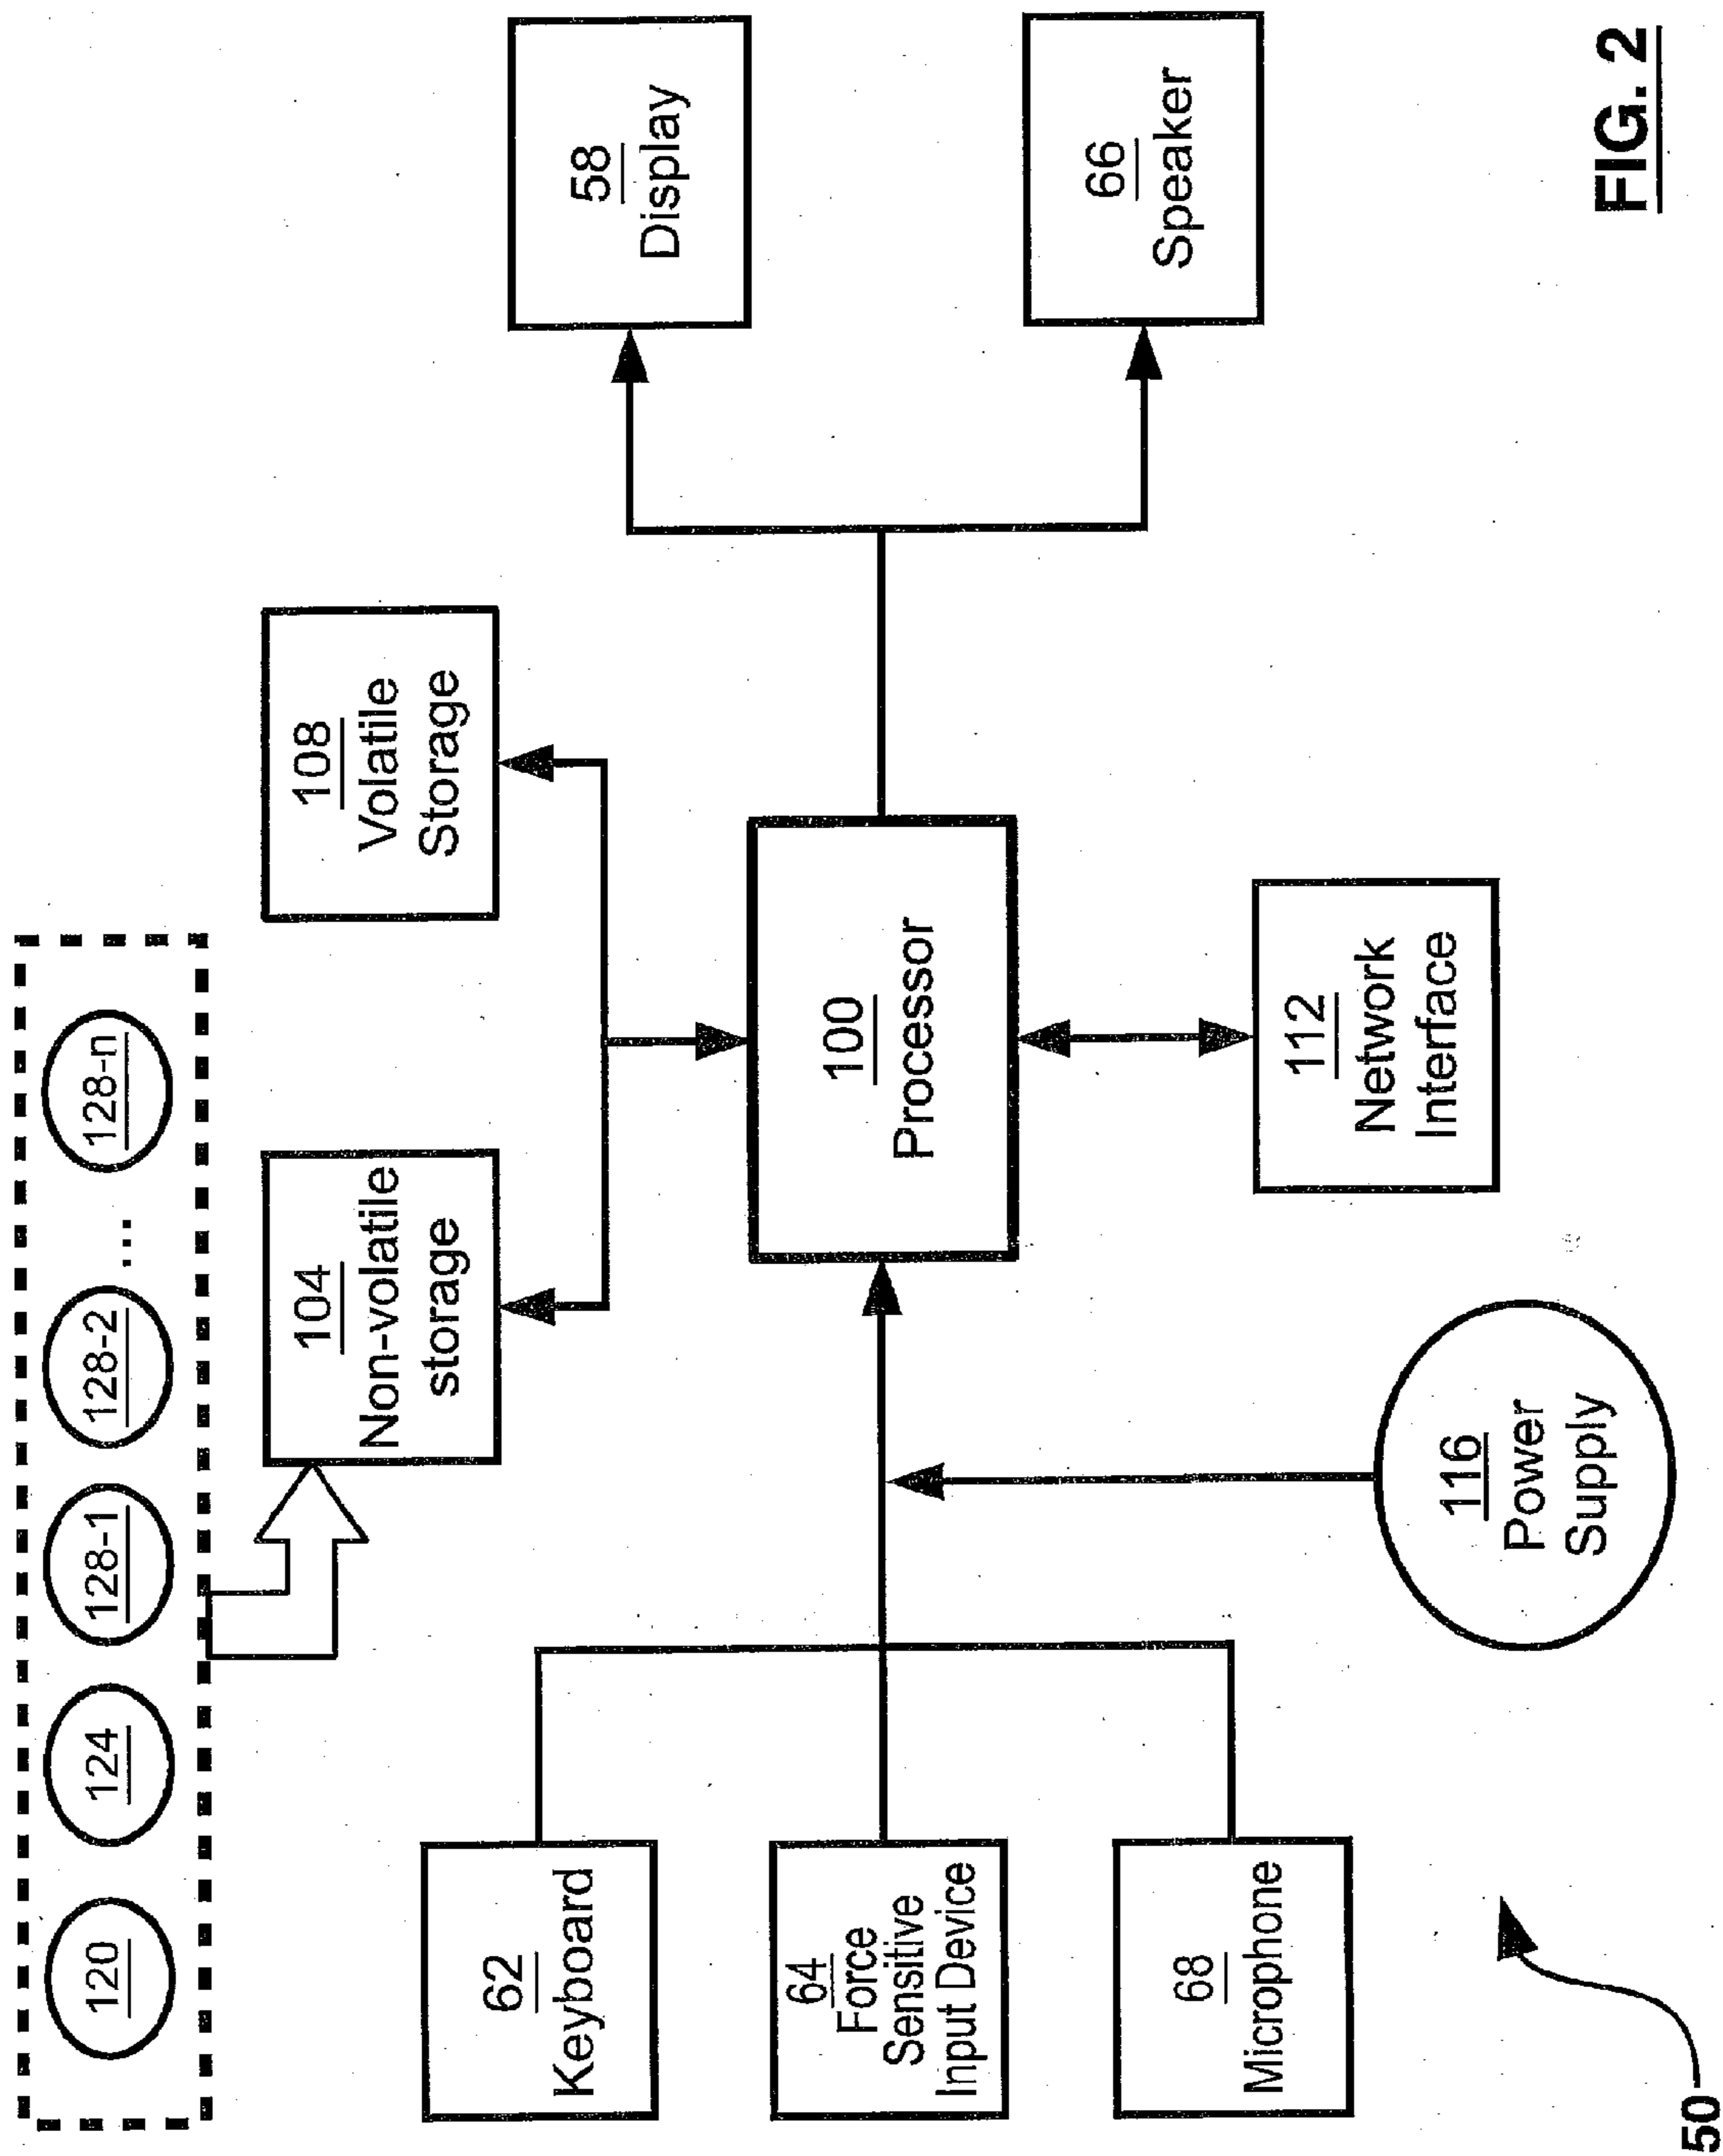 120
124
128-1
128-2
...
128-n
104
Non-volatile
storage
108
Volatile
Storage
62
Keyboard
64
Force
Sensitive
Input Device
68
Microphone
100
Processor
58
Display
66
Speaker
112
Network
Interface
116
Power
Supply
50
FIG. 2